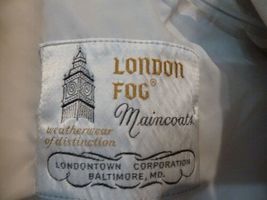 LONDON
FOG®
Maincoats
weatherwear
of distinction
LONDONTOWN CORPORATION
BALTIMORE, MD.